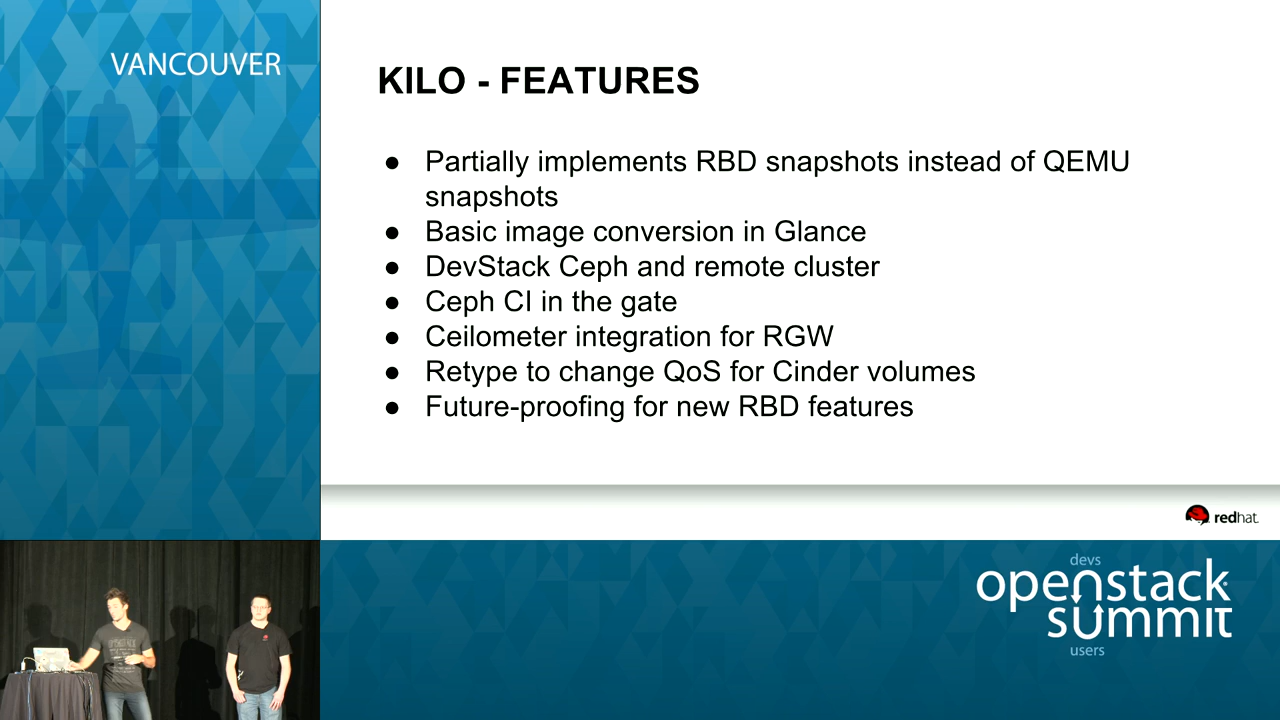 VANCOUVER
KILO - FEATURES
● Partially implements RBD snapshots instead of QEMU
snapshots
● Basic image conversion in Glance
● DevStack Ceph and remote cluster
● Ceph CI in the gate
● Ceilometer integration for RGW
● Retype to change QoS for Cinder volumes
● Future-proofing for new RBD features
redhat.
devs
openstack
summit
users